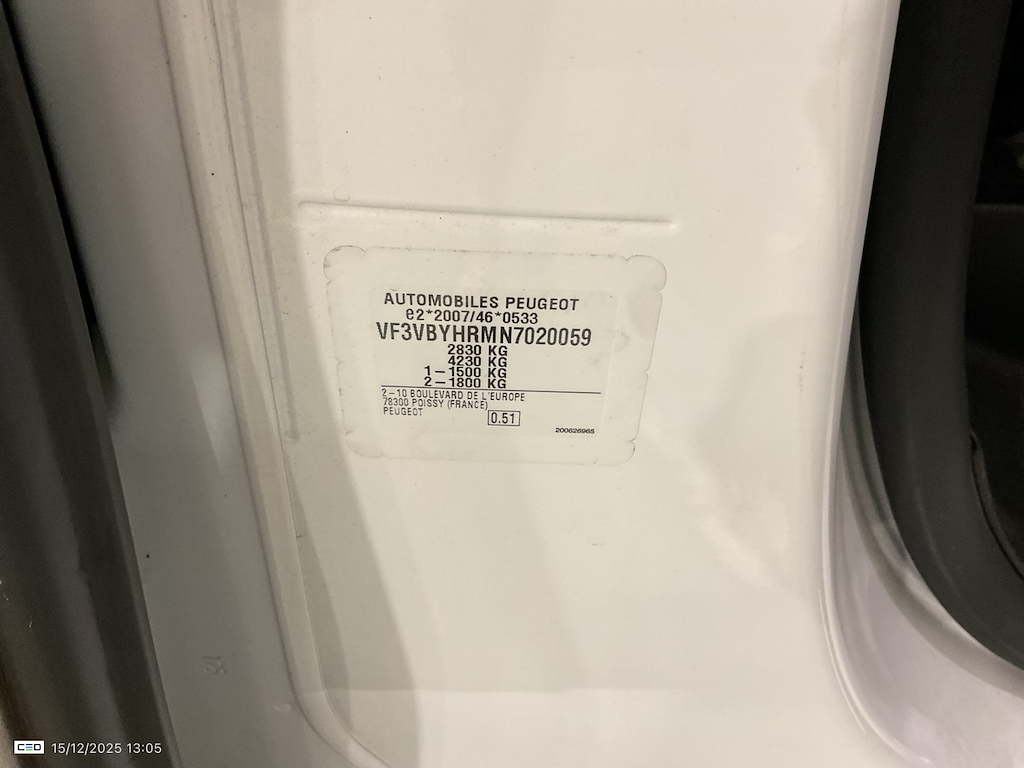 AUTOMOBILES PEUGEOT
e2*2007/46*0533
VF3VBYHRMN7020059
2830 KG
4230 KG
1-1500 KG
2-1800 KG
2-10 BOULEVARD DE L'EUROPE
78300 POISSY (FRANCE)
PEUGEOT
0.51
200626965
CEO 15/12/2025 13:05